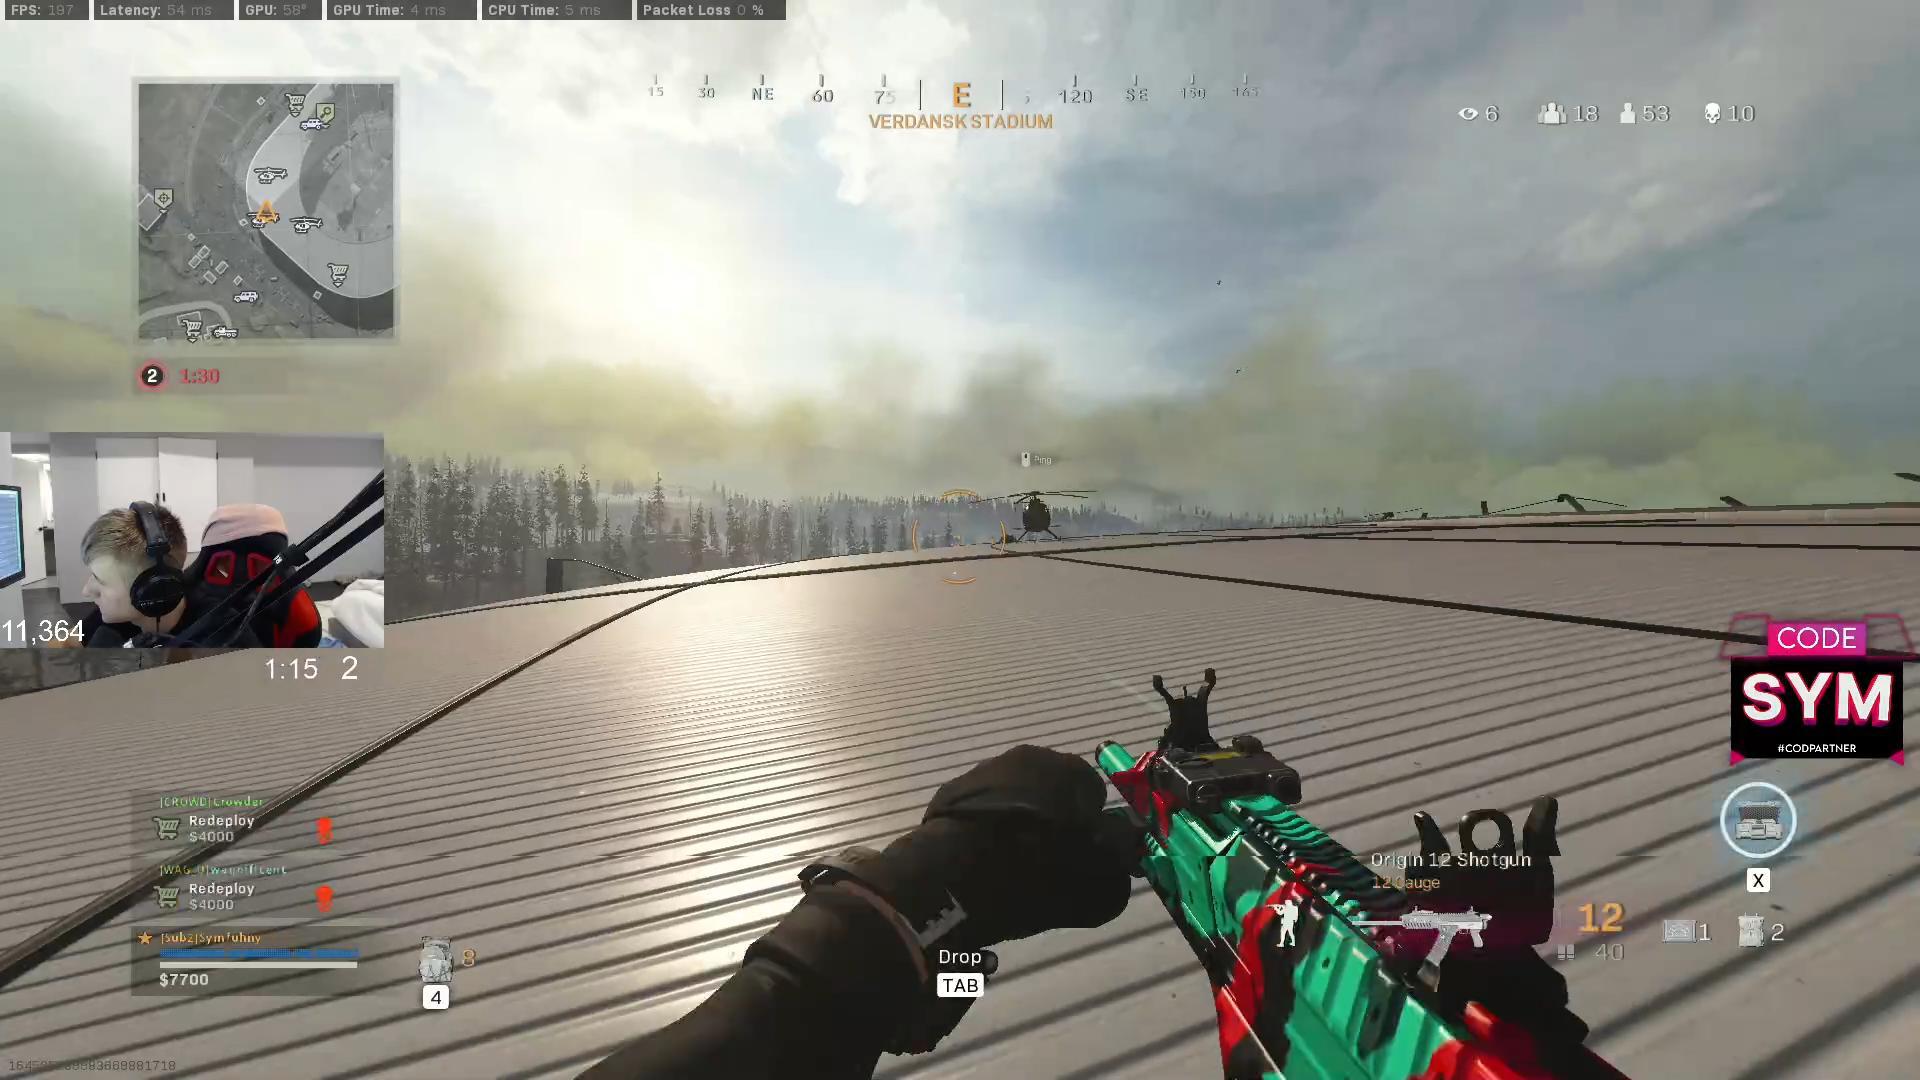 FPS: 197 Latency: 54 ms GPU: 58° GPU Time: 4 ms CPU Time: 5 ms Packet Loss 0 %
15 30 NE 60 75 E 120 SE 150 165
VERDANSK STADIUM
6 18 53 10
2 1:30
Ping
11,364
1:15 2
CODE
SYM
#CODPARTNER
[CROWD]Crowder
Redeploy
$4000
Redeploy
$4000
[Sub2]Symfuhny
$7700
8
4
Drop
TAB
Origin 12 Shotgun
12 Gauge
12
40
1
2
X